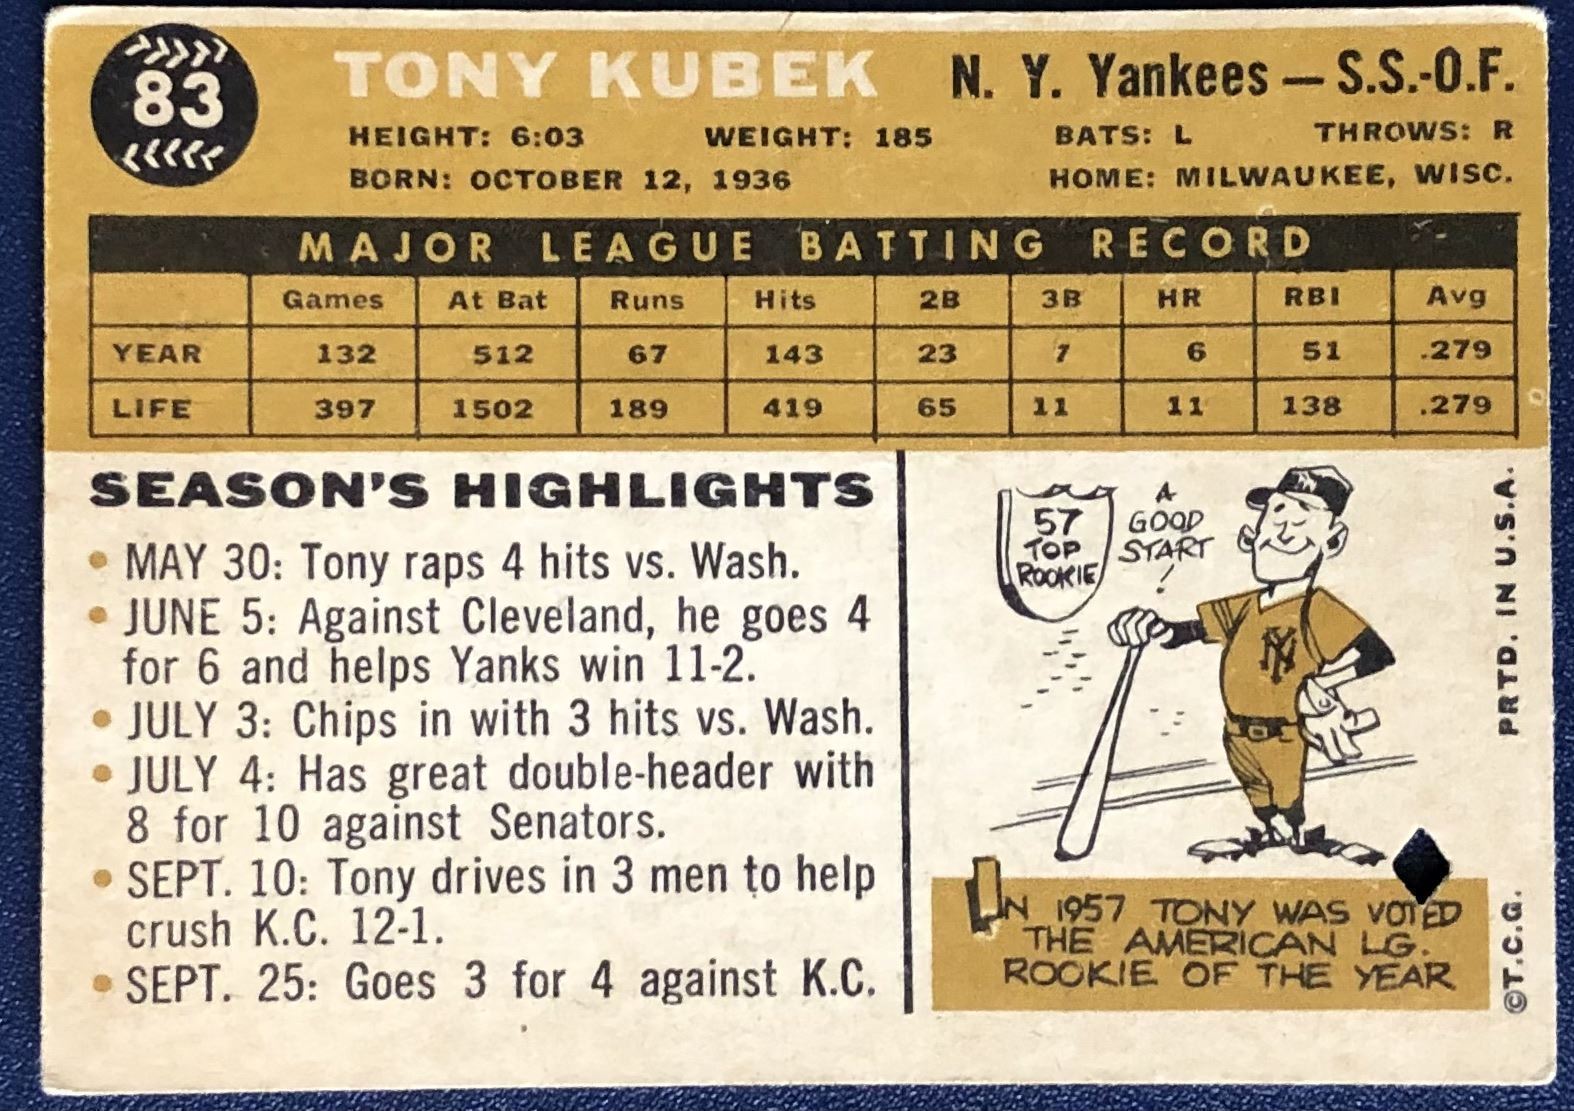 83
TONY KUBEK
N. Y. Yankees — S.S.-O.F.
HEIGHT: 6:03 WEIGHT: 185 BATS: L THROWS: R
BORN: OCTOBER 12, 1936 HOME: MILWAUKEE, WISC.
MAJOR LEAGUE BATTING RECORD
Games At Bat Runs Hits 2B 3B HR RBI Avg
YEAR 132 512 67 143 23 7 6 51 .279
LIFE 397 1502 189 419 65 11 11 138 .279
SEASON'S HIGHLIGHTS
• MAY 30: Tony raps 4 hits vs. Wash.
• JUNE 5: Against Cleveland, he goes 4
for 6 and helps Yanks win 11-2.
• JULY 3: Chips in with 3 hits vs. Wash.
• JULY 4: Has great double-header with
8 for 10 against Senators.
• SEPT. 10: Tony drives in 3 men to help
crush K.C. 12-1.
• SEPT. 25: Goes 3 for 4 against K.C.
57
TOP
ROOKIE
A
GOOD
START
!
NY
IN 1957 TONY WAS VOTED
THE AMERICAN LG.
ROOKIE OF THE YEAR
©T.C.G. PRTD. IN U.S.A.